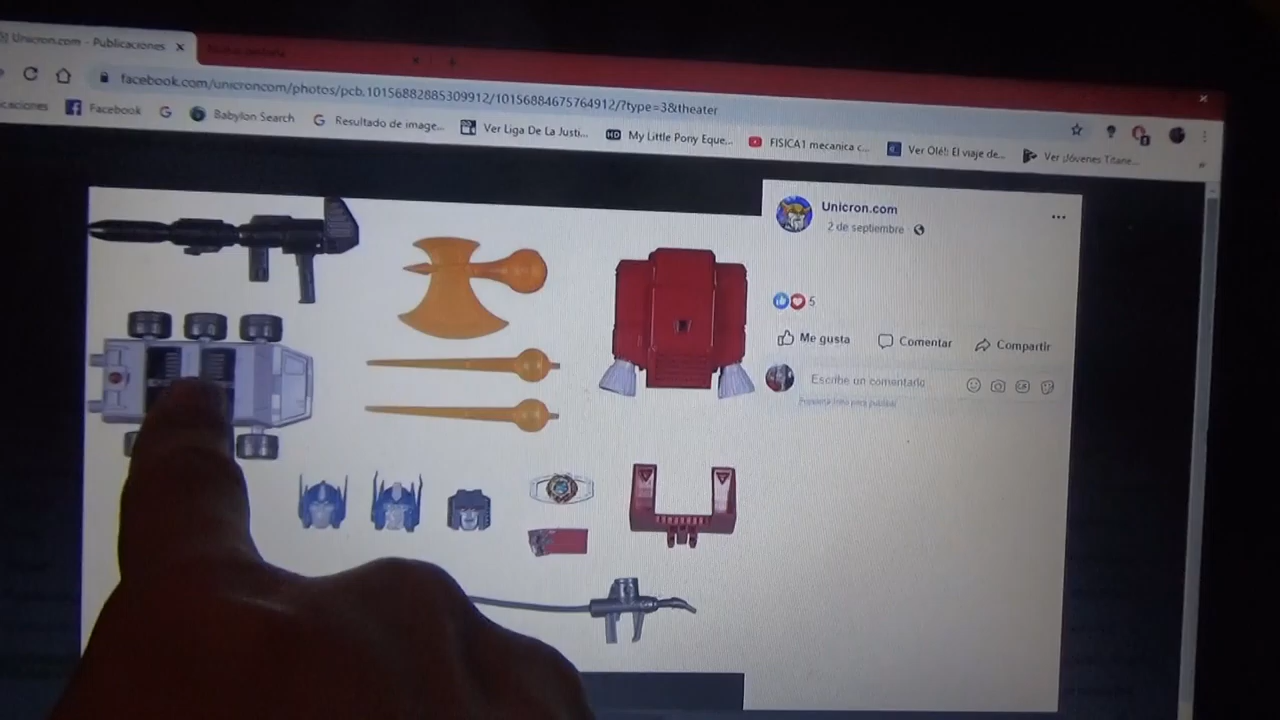 Unicron.com - Publicaciones
facebook.com/unicroncom/photos/pcb.10156882885309912/10156884675764912/?type=3&theater
caciones
Facebook
Babylon Search
Resultado de image...
Ver Liga De La Justi...
HD
My Little Pony Eque...
FISICA1 mecanica c...
Ver Olé!: El viaje de...
Ver ¡Jóvenes Titane...
Unicron.com
2 de septiembre
5
Me gusta
Comentar
Compartir
Escribe un comentario